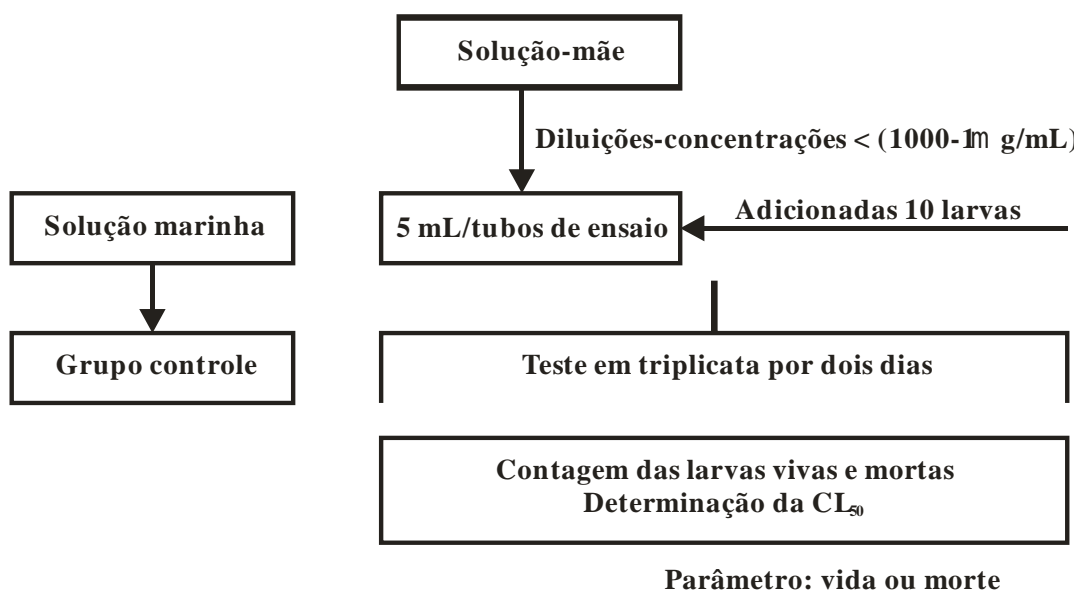 Solução-mãe
Diluições-concentrações < (1000-1m g/mL)
Solução marinha
5 mL/tubos de ensaio
Adicionadas 10 larvas
Grupo controle
Teste em triplicata por dois dias
Contagem das larvas vivas e mortas
Determinação da CL₅₀
Parâmetro: vida ou morte